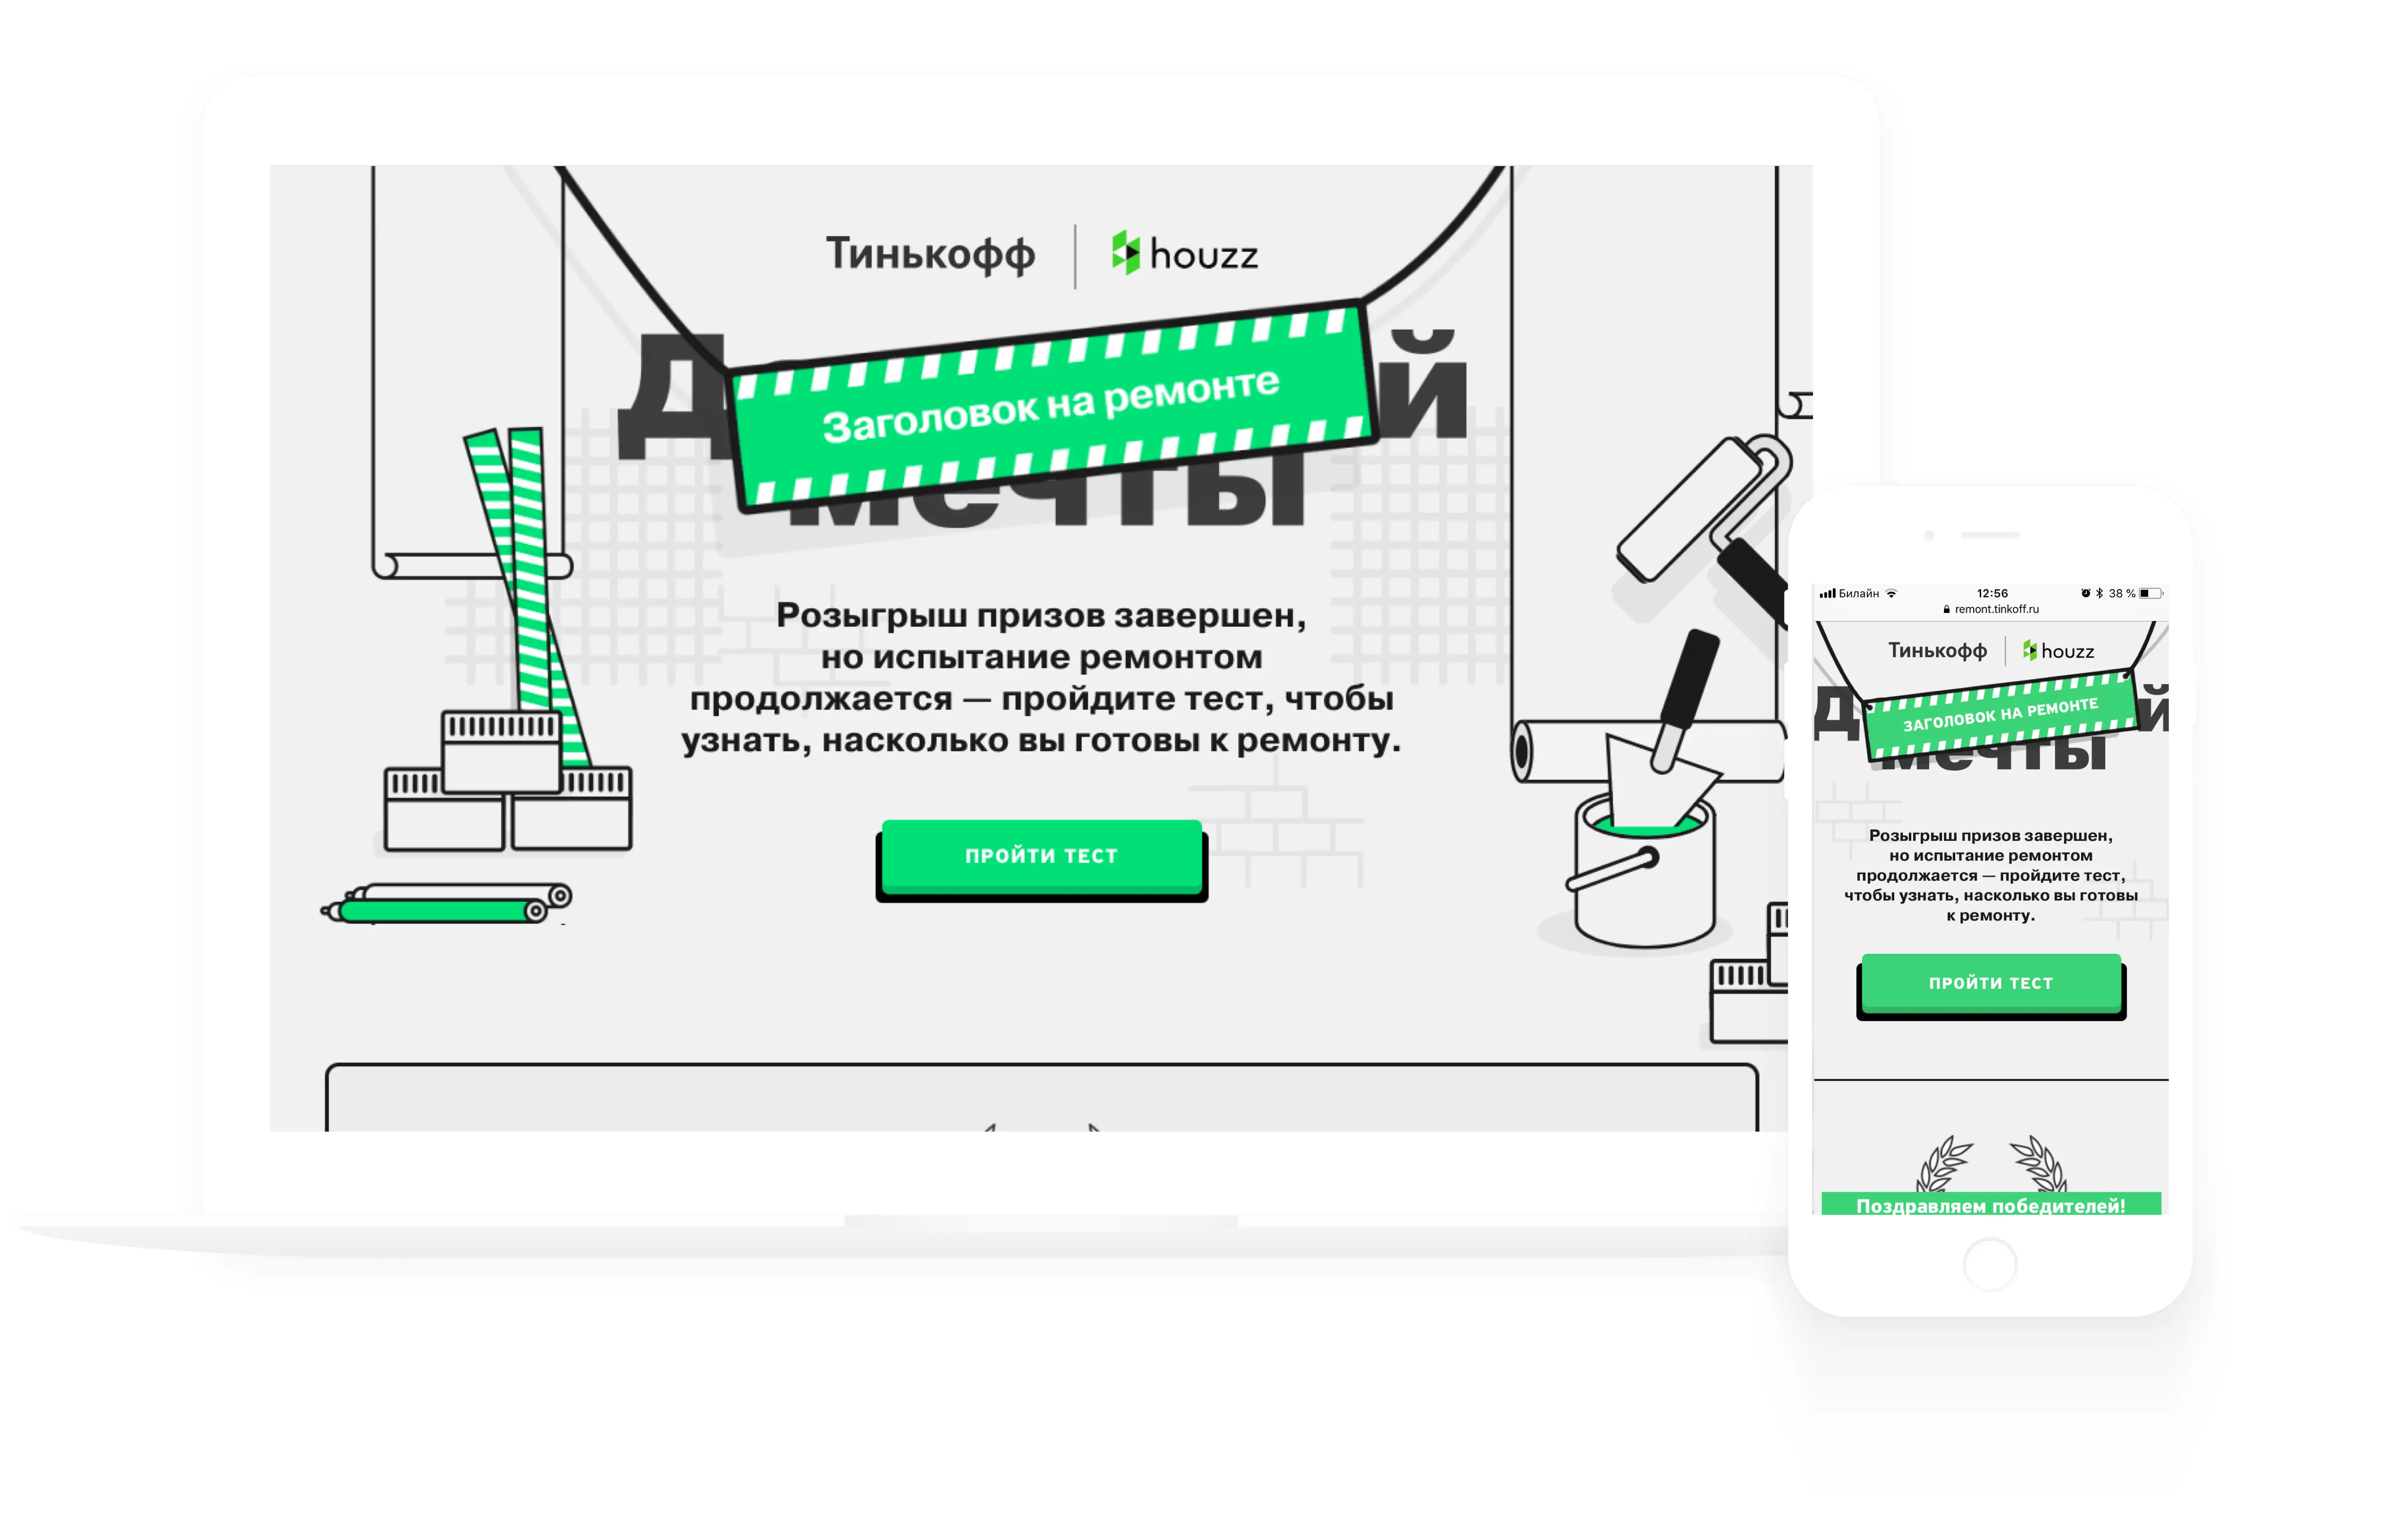 Тинькофф
houzz
Заголовок на ремонте
мечты
Розыгрыш призов завершен,
но испытание ремонтом
продолжается — пройдите тест, чтобы
узнать, насколько вы готовы к ремонту.
ПРОЙТИ ТЕСТ
Билайн
12:56
38 %
remont.tinkoff.ru
Тинькофф
houzz
ЗАГОЛОВОК НА РЕМОНТЕ
мечты
Розыгрыш призов завершен,
но испытание ремонтом
продолжается — пройдите тест,
чтобы узнать, насколько вы готовы
к ремонту.
ПРОЙТИ ТЕСТ
Поздравляем победителей!